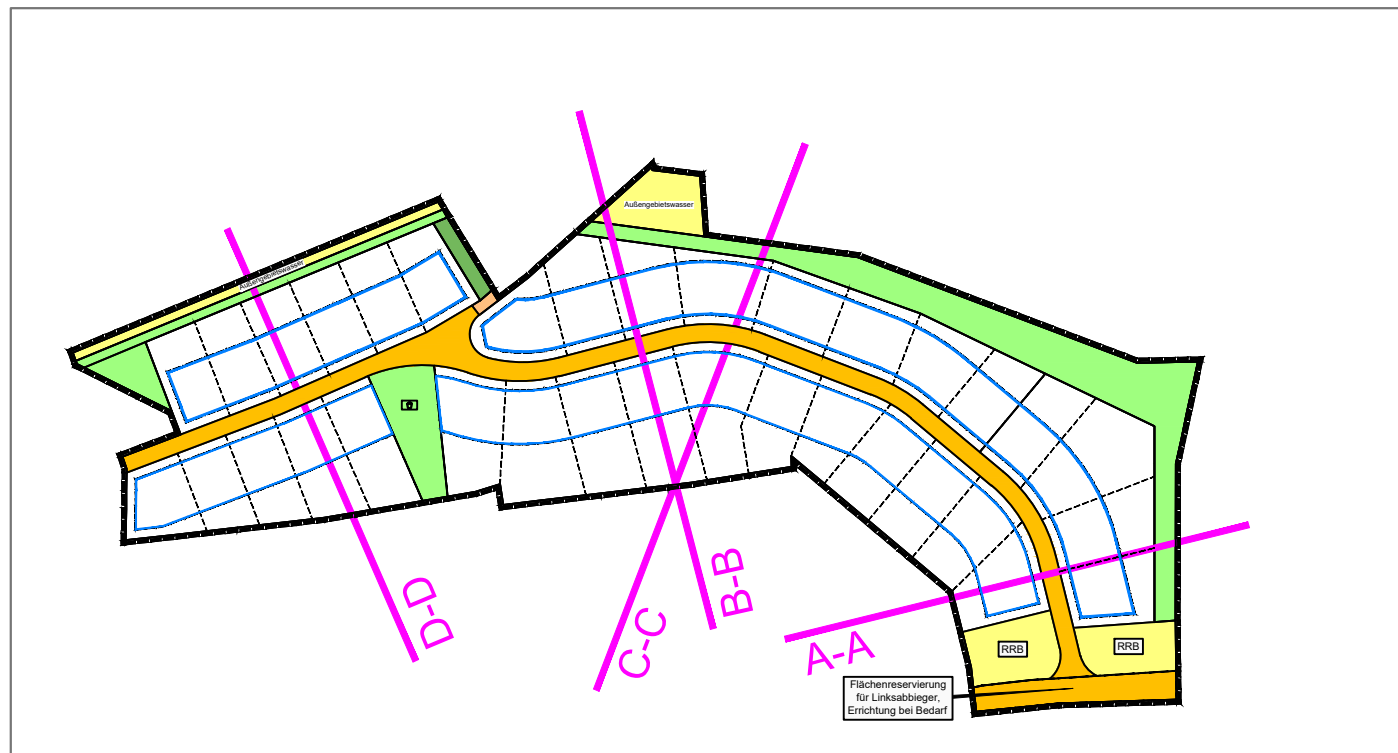 Außengebietswasser
Außengebietswasser
D-D
C-C
B-B
A-A
RRB
RRB
Flächenreservierung
für Linksabbieger,
Errichtung bei Bedarf